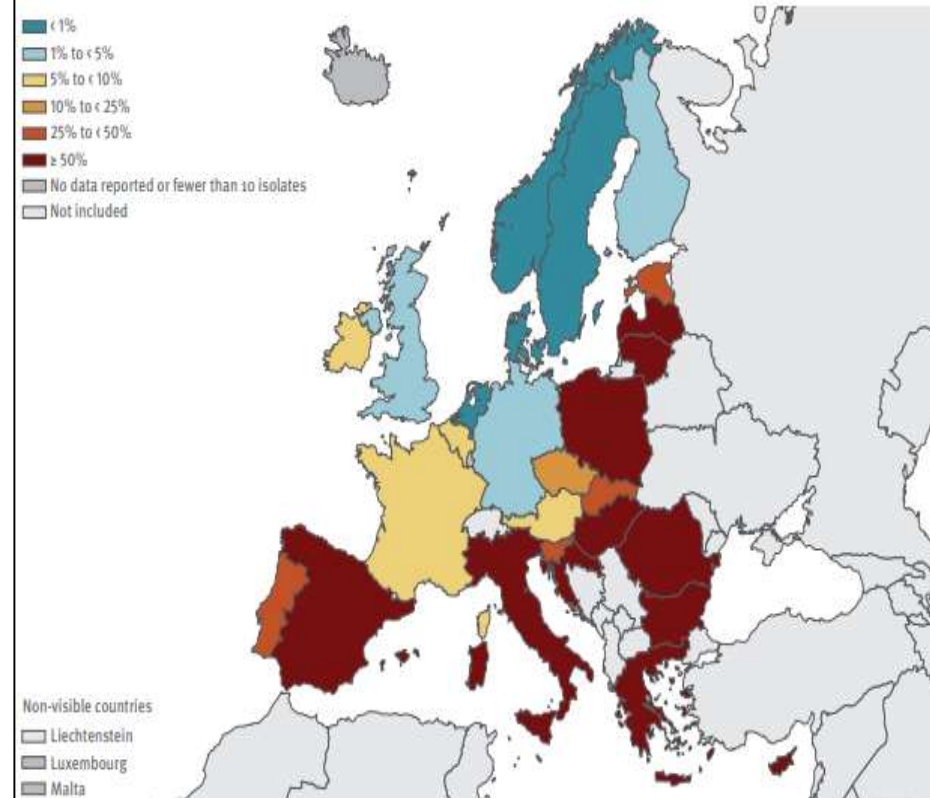 < 1%
1% to < 5%
5% to < 10%
10% to < 25%
25% to < 50%
≥ 50%
No data reported or fewer than 10 isolates
Not included
Non-visible countries
Liechtenstein
Luxembourg
Malta